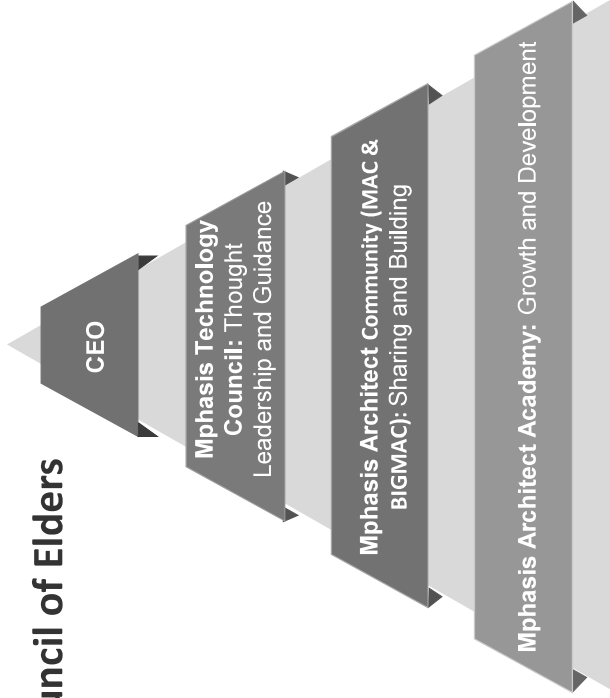 uncil of Elders
CEO
Mphasis Technology
Council: Thought
Leadership and Guidance
Mphasis Architect Community (MAC &
BIGMAC): Sharing and Building
Mphasis Architect Academy: Growth and Development